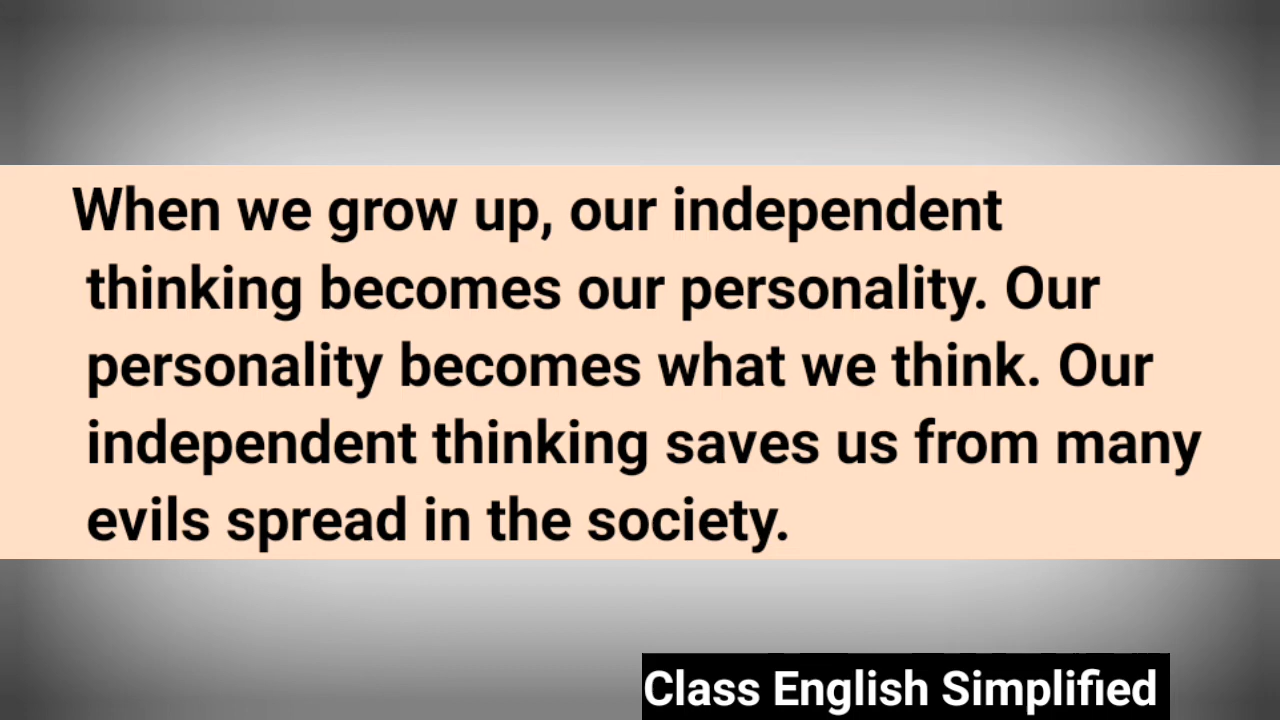 When we grow up, our independent
thinking becomes our personality. Our
personality becomes what we think. Our
independent thinking saves us from many
evils spread in the society.
Class English Simplified